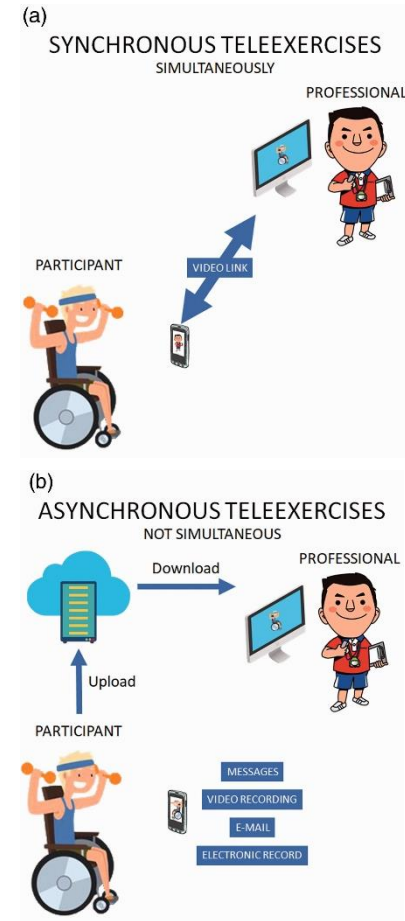 (a)
SYNCHRONOUS TELEEXERCISES
SIMULTANEOUSLY
PROFESSIONAL
PARTICIPANT
VIDEO LINK
(b)
ASYNCHRONOUS TELEEXERCISES
NOT SIMULTANEOUS
PROFESSIONAL
Download
Upload
PARTICIPANT
MESSAGES
VIDEO RECORDING
E-MAIL
ELECTRONIC RECORD